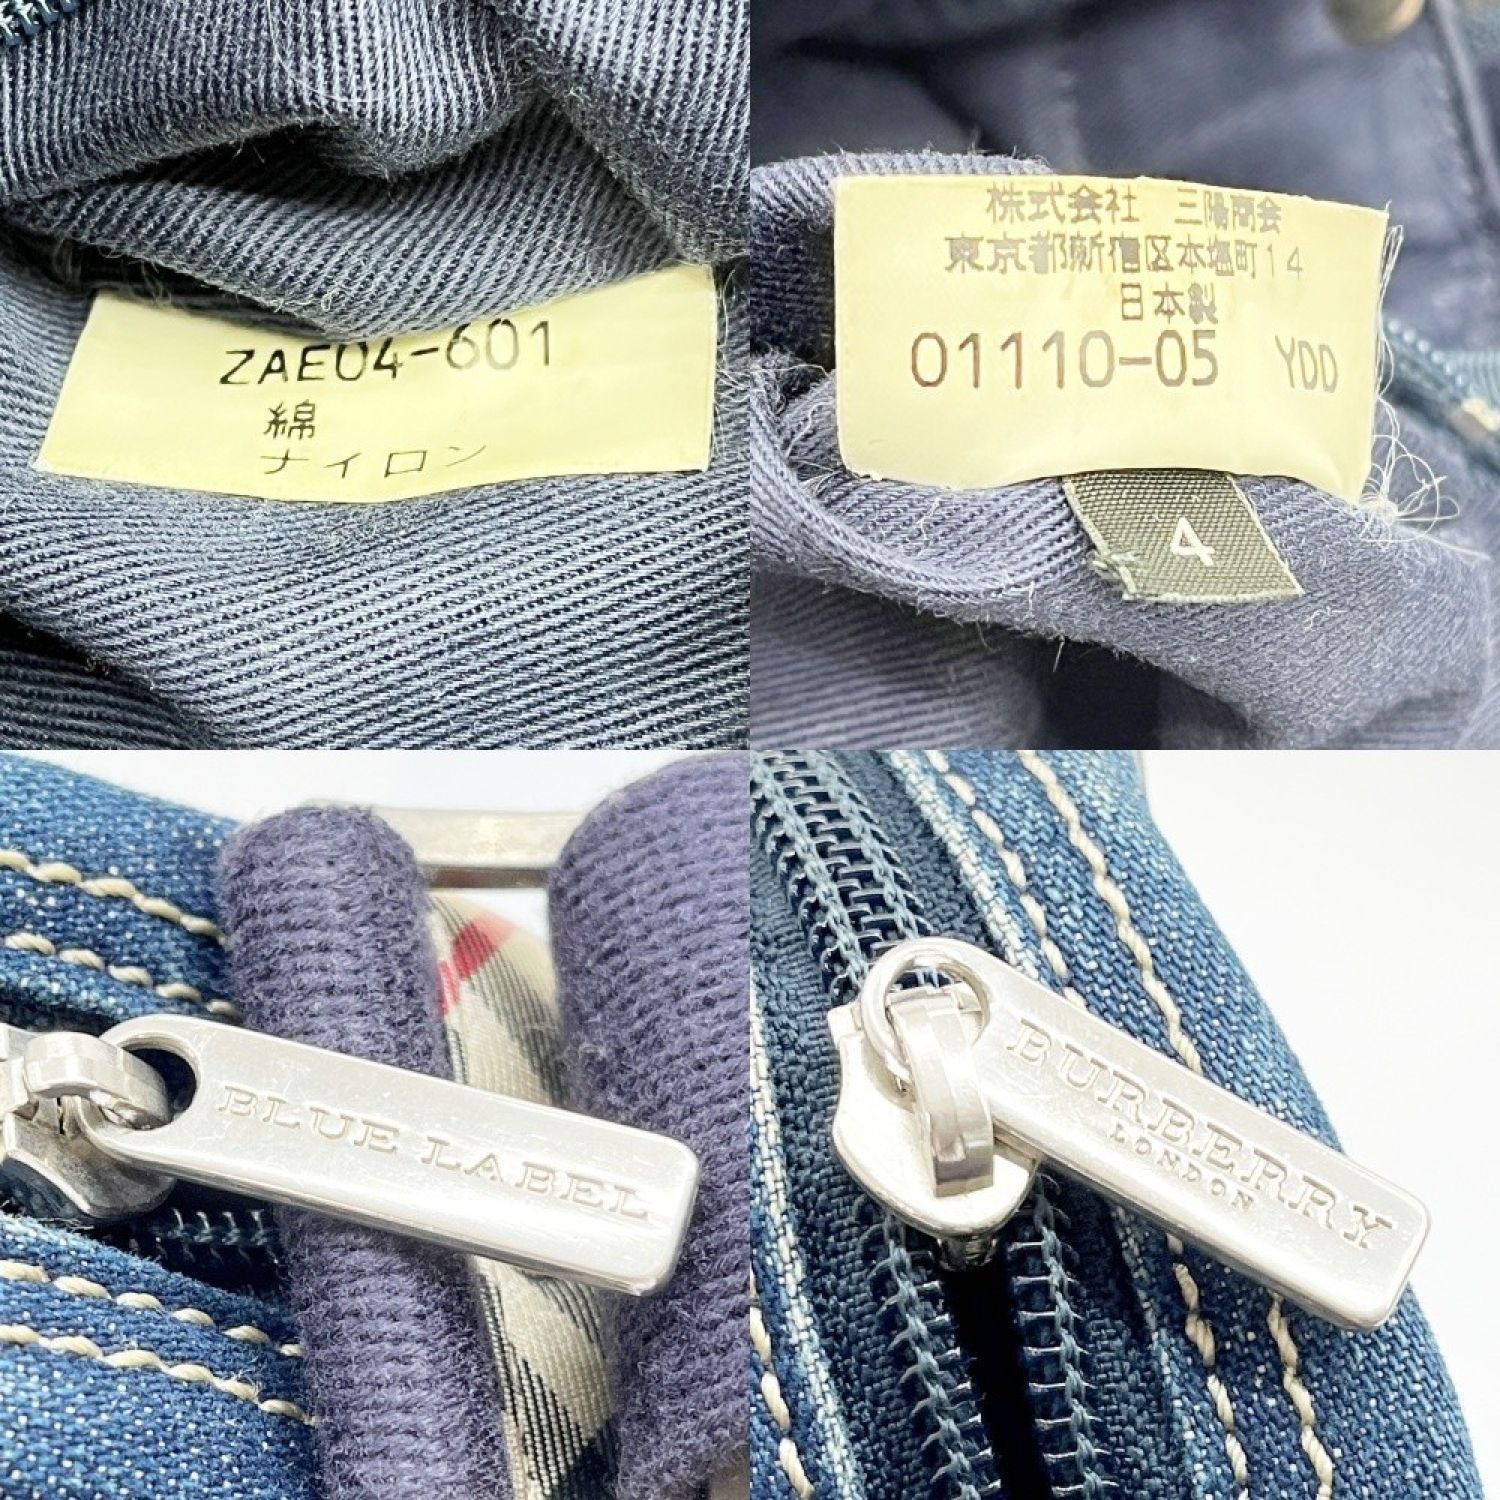 ZAE04-601
綿
ナイロン
株式会社 三陽商会
東京都新宿区本塩町14
日本製
01110-05 YDD
4
BLUE LABEL
BURBERRY
LONDON